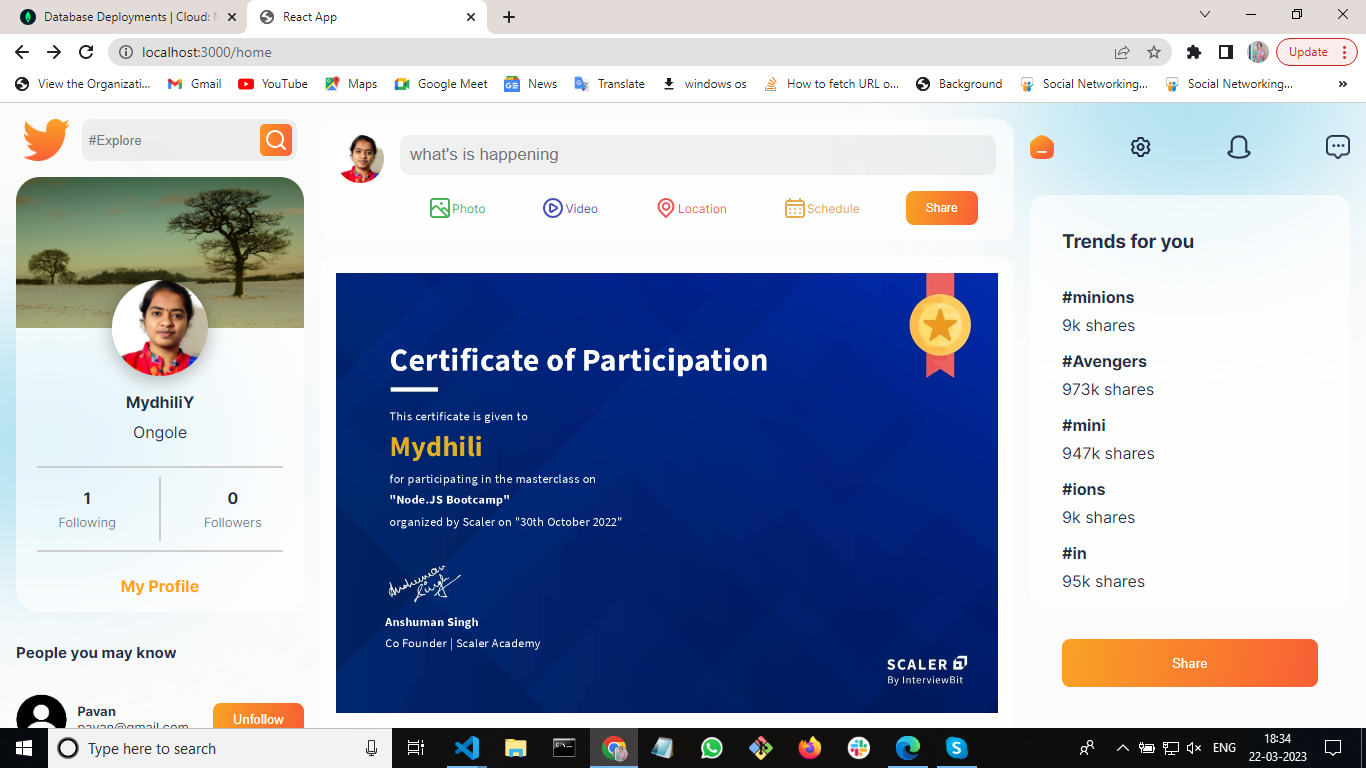 Database Deployments | Cloud: M
React App
localhost:3000/home
Update
View the Organizati...
Gmail
YouTube
Maps
Google Meet
News
Translate
windows os
How to fetch URL o...
Background
Social Networking...
Social Networking...
»
#Explore
MydhiliY
Ongole
1
Following
0
Followers
My Profile
People you may know
Pavan
pavan@gmail.com
Unfollow
what's is happening
Photo
Video
Location
Schedule
Share
Certificate of Participation
This certificate is given to
Mydhili
for participating in the masterclass on
"Node.JS Bootcamp"
organized by Scaler on "30th October 2022"
Anshuman Singh
Anshuman Singh
Co Founder | Scaler Academy
SCALER
By InterviewBit
Trends for you
#minions
9k shares
#Avengers
973k shares
#mini
947k shares
#ions
9k shares
#in
95k shares
Share
Type here to search
ENG
18:34
22-03-2023